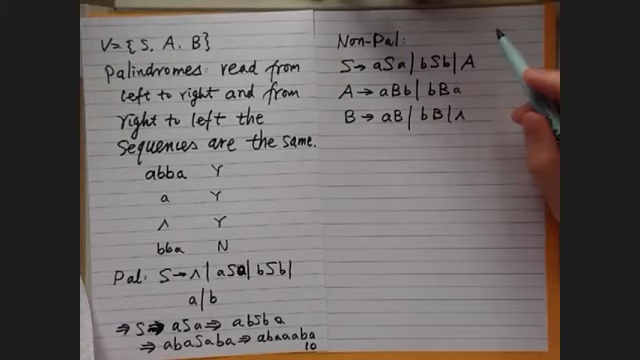 V = { S, A, B }
Palindromes: read from
left to right and from
right to left the
sequences are the same.
abba Y
a Y
∧ Y
bba N
Pal: S → ∧ | aSa | bSb |
a | b
⇒ S ⇒ aSa ⇒ abSba
⇒ abaSaba ⇒ abaaaba
10
Non-Pal:
S → aSa | bSb | A
A → aBb | bBa
B → aB | bB | ∧